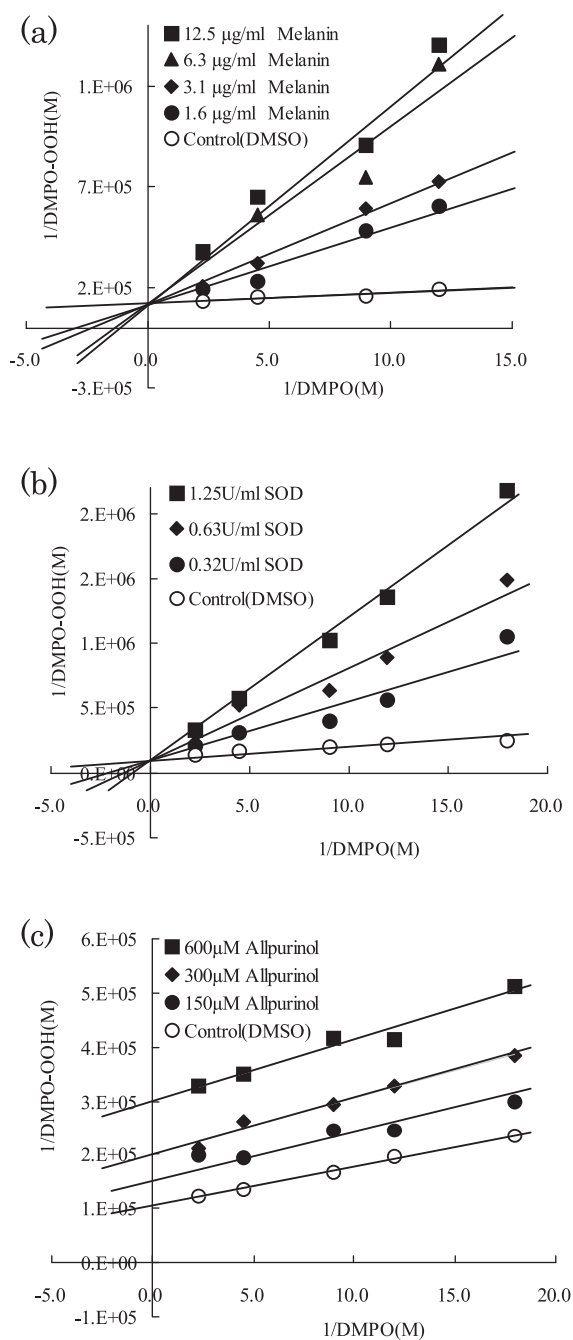 (a)
12.5 μg/ml Melanin
6.3 μg/ml Melanin
3.1 μg/ml Melanin
1.6 μg/ml Melanin
Control(DMSO)
1/DMPO-OOH(M)
1.E+06
7.E+05
2.E+05
-5.0 0.0 5.0 10.0 15.0
-3.E+05
1/DMPO(M)
(b)
1.25U/ml SOD
0.63U/ml SOD
0.32U/ml SOD
Control(DMSO)
1/DMPO-OOH(M)
2.E+06
2.E+06
1.E+06
5.E+05
0.E+00
-5.0 0.0 5.0 10.0 15.0 20.0
-5.E+05
1/DMPO(M)
(c)
600μM Allpurinol
300μM Allpurinol
150μM Allpurinol
Control(DMSO)
1/DMPO-OOH(M)
6.E+05
5.E+05
4.E+05
3.E+05
2.E+05
1.E+05
0.E+00
-5.0 0.0 5.0 10.0 15.0 20.0
-1.E+05
1/DMPO(M)